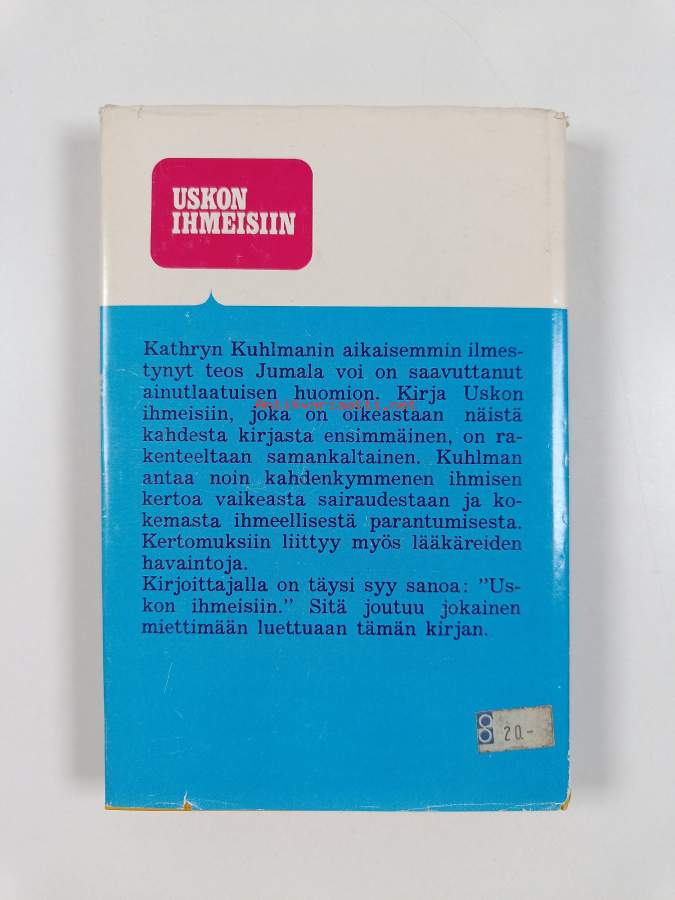 USKON
IHMEISIIN
Kathryn Kuhlmanin aikaisemmin ilmes-
tynyt teos Jumala voi on saavuttanut
ainutlaatuisen huomion. Kirja Uskon
ihmeisiin, joka on oikeastaan näistä
kahdesta kirjasta ensimmäinen, on ra-
kenteeltaan samankaltainen. Kuhlman
antaa noin kahdenkymmenen ihmisen
kertoa vaikeasta sairaudestaan ja ko-
kemasta ihmeellisestä parantumisesta.
Kertomuksiin liittyy myös lääkäreiden
havaintoja.
Kirjoittajalla on täysi syy sanoa: ”Us-
kon ihmeisiin.” Sitä joutuu jokainen
miettimään luettuaan tämän kirjan.
20.-
Antikvariaatti.net